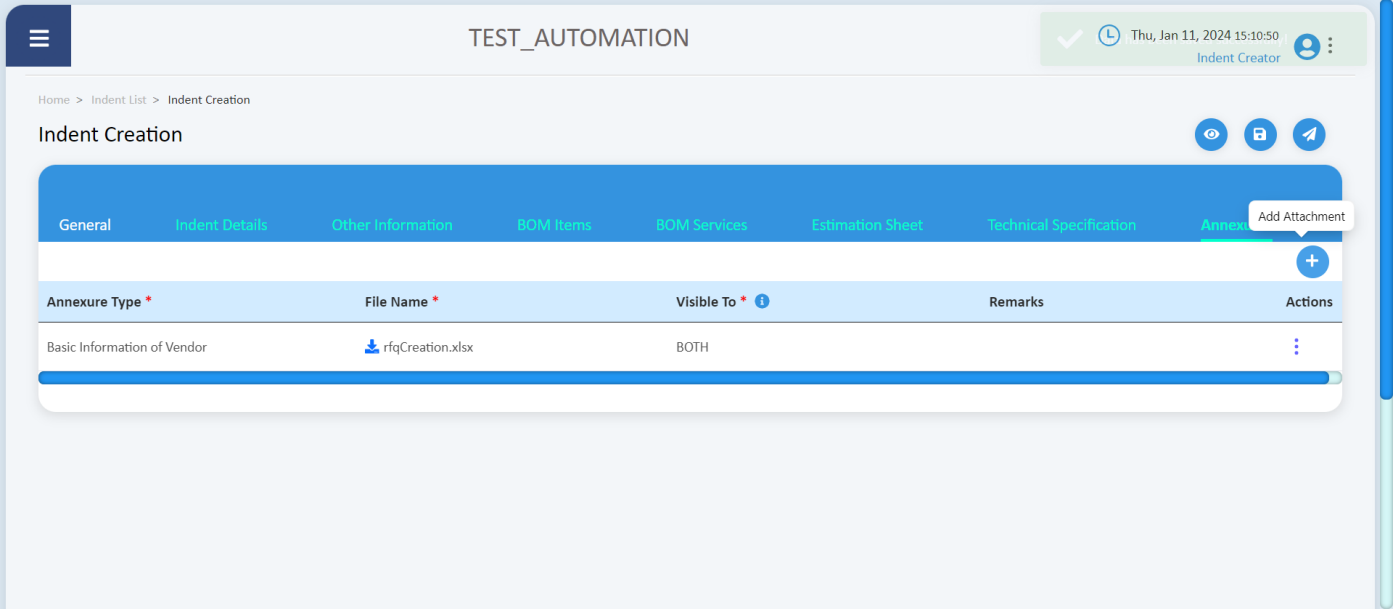 TEST_AUTOMATION
Thu, Jan 11, 2024 15:10:50
Indent Creator
Home > Indent List > Indent Creation
Indent Creation
General Indent Details Other Information BOM Items BOM Services Estimation Sheet Technical Specification
Add Attachment
Annexure Type * File Name * Visible To * Remarks Actions
Basic Information of Vendor rfqCreation.xlsx BOTH